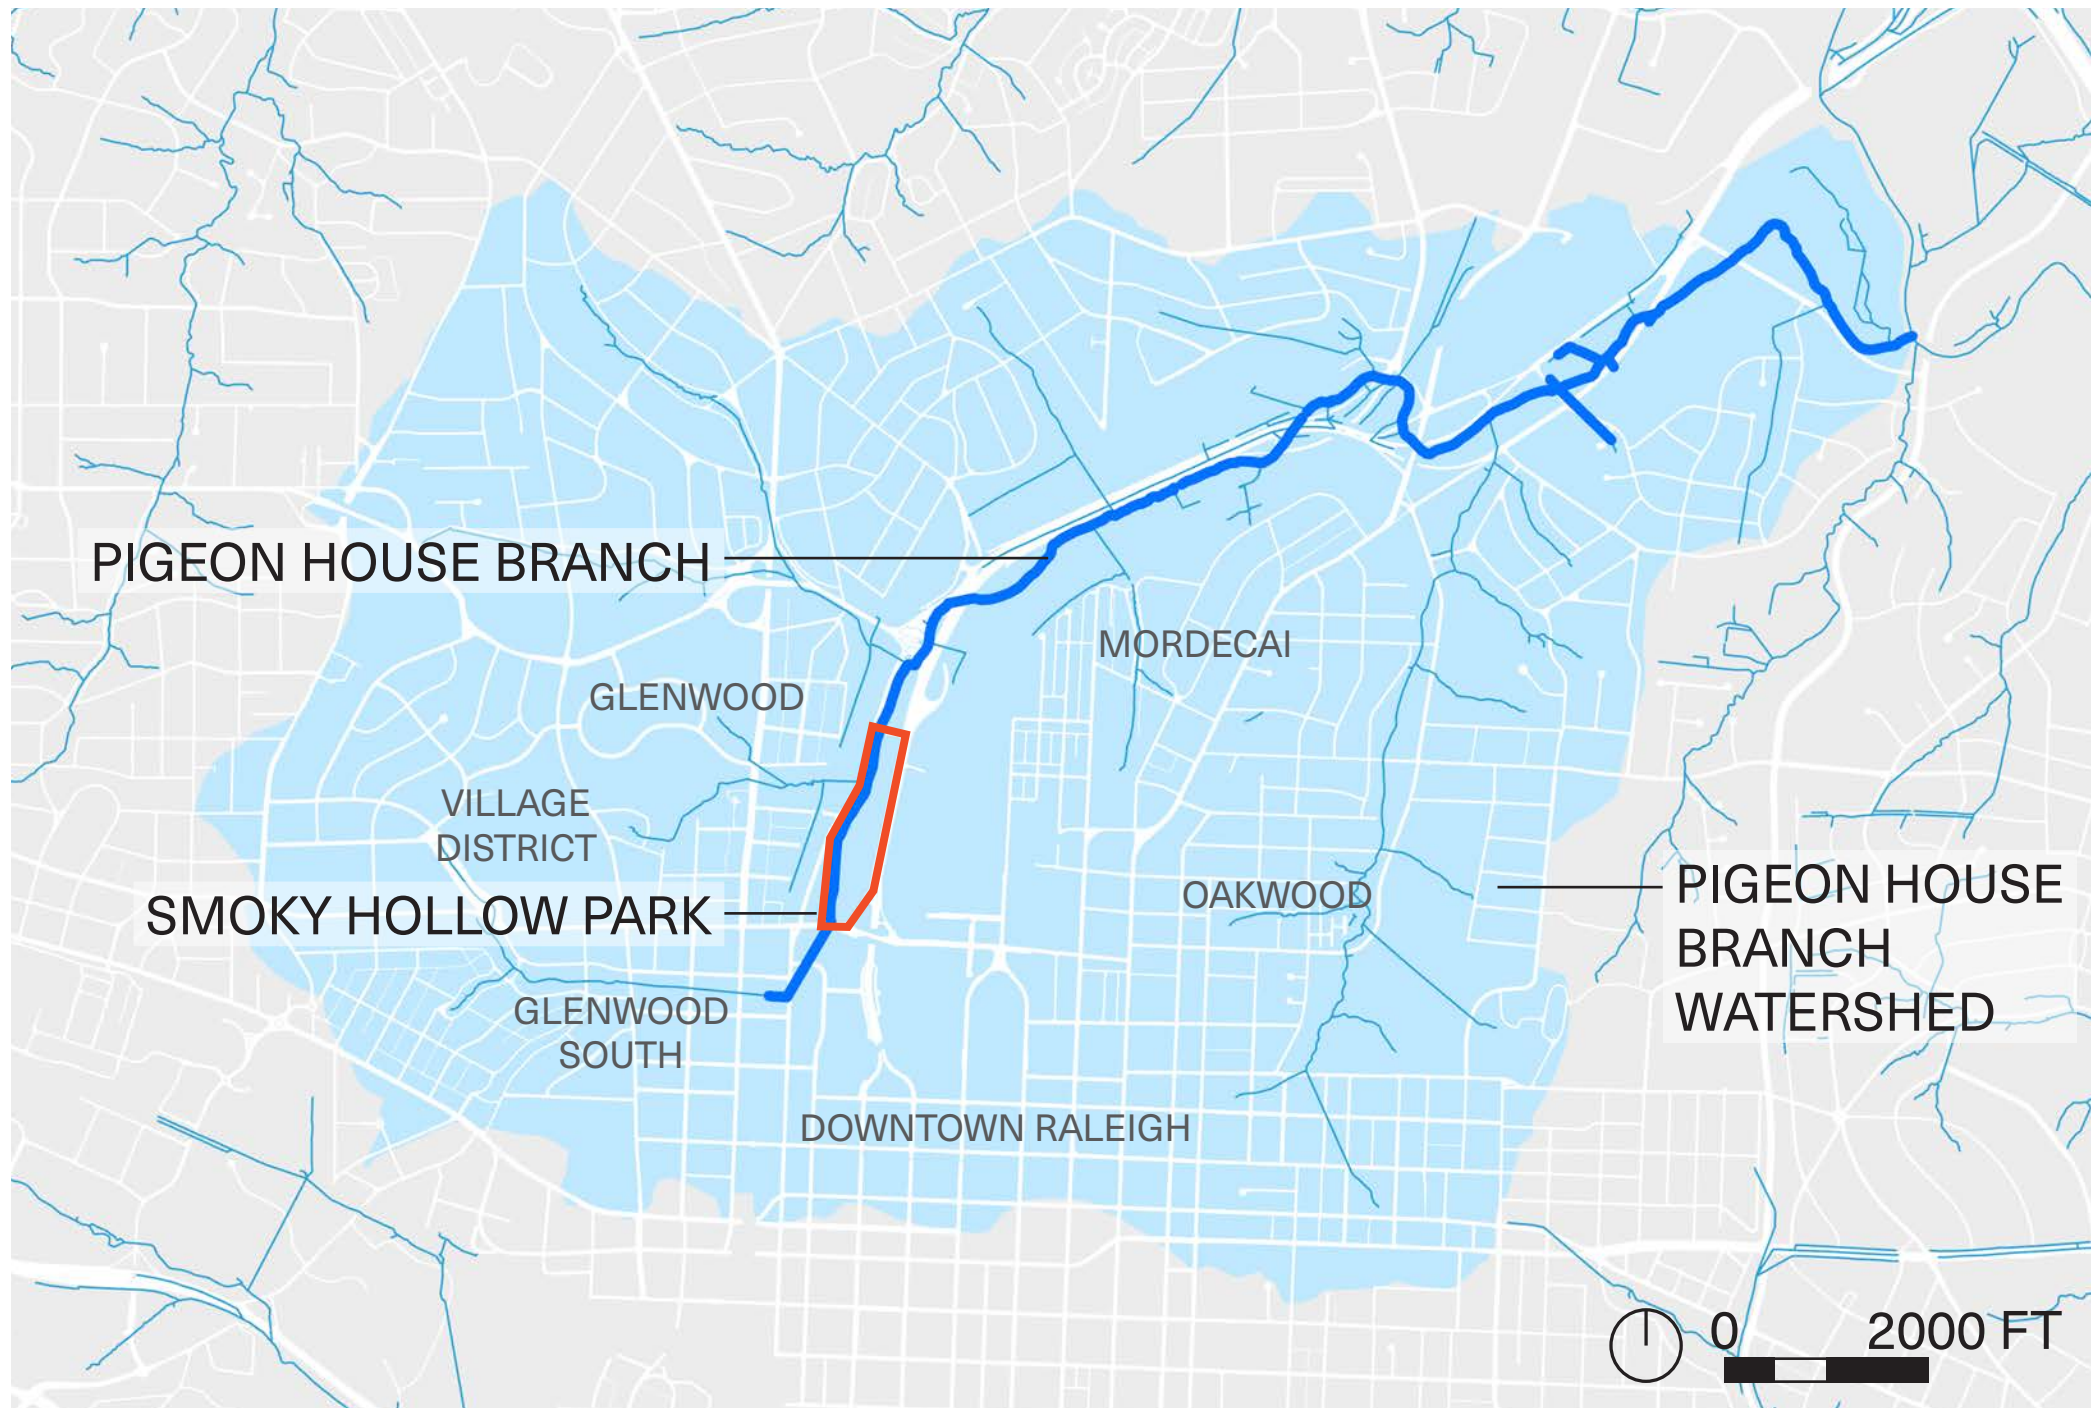 PIGEON HOUSE BRANCH
MORDECAI
GLENWOOD
VILLAGE
DISTRICT
SMOKY HOLLOW PARK
OAKWOOD
PIGEON HOUSE
BRANCH
WATERSHED
GLENWOOD
SOUTH
DOWNTOWN RALEIGH
0 2000 FT